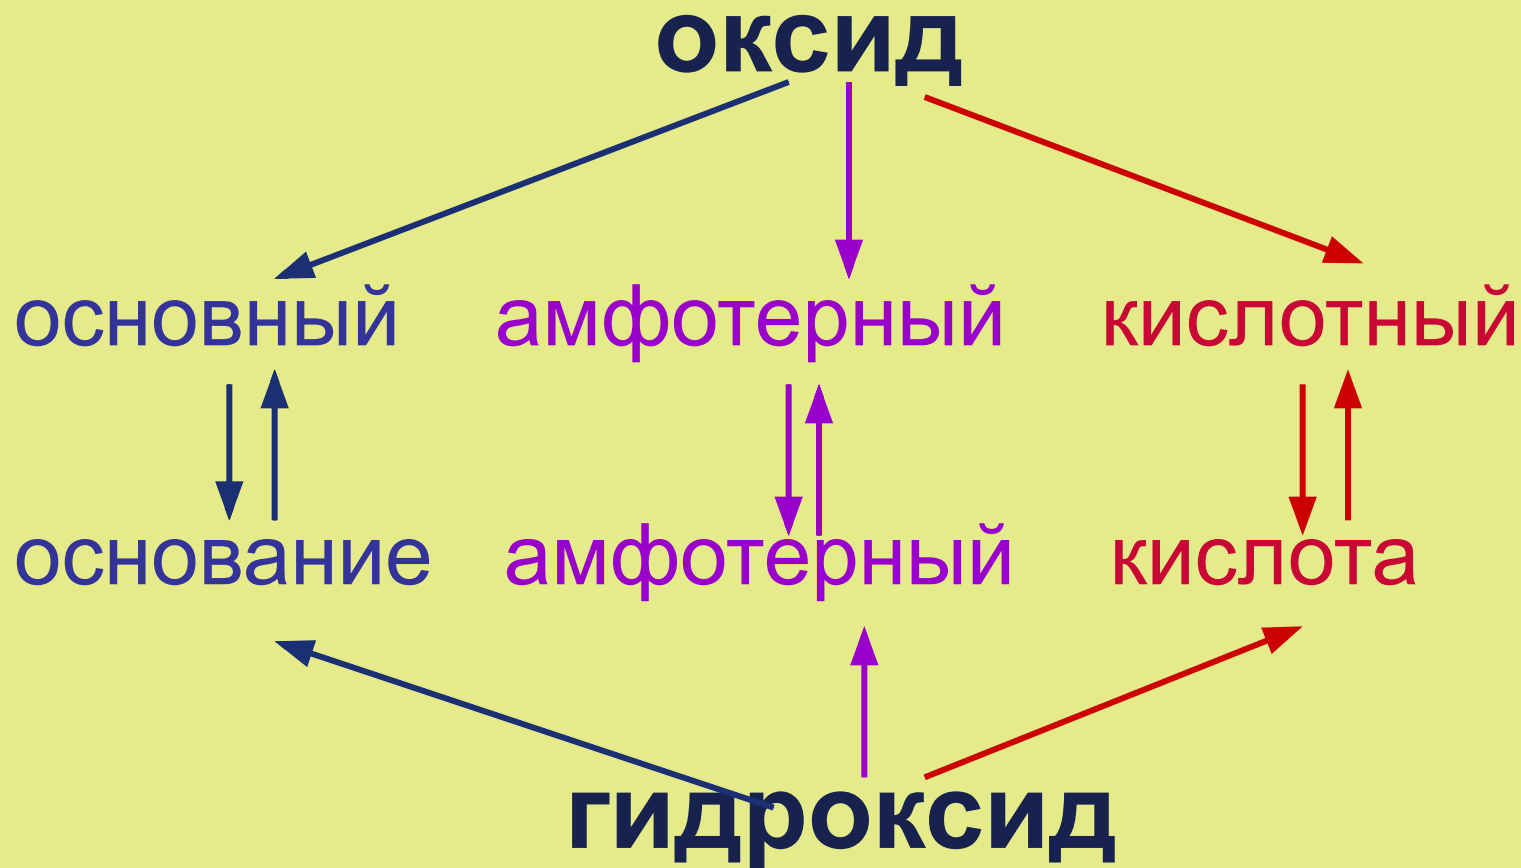 оксид
основный амфотерный кислотный
основание амфотерный кислота
гидроксид